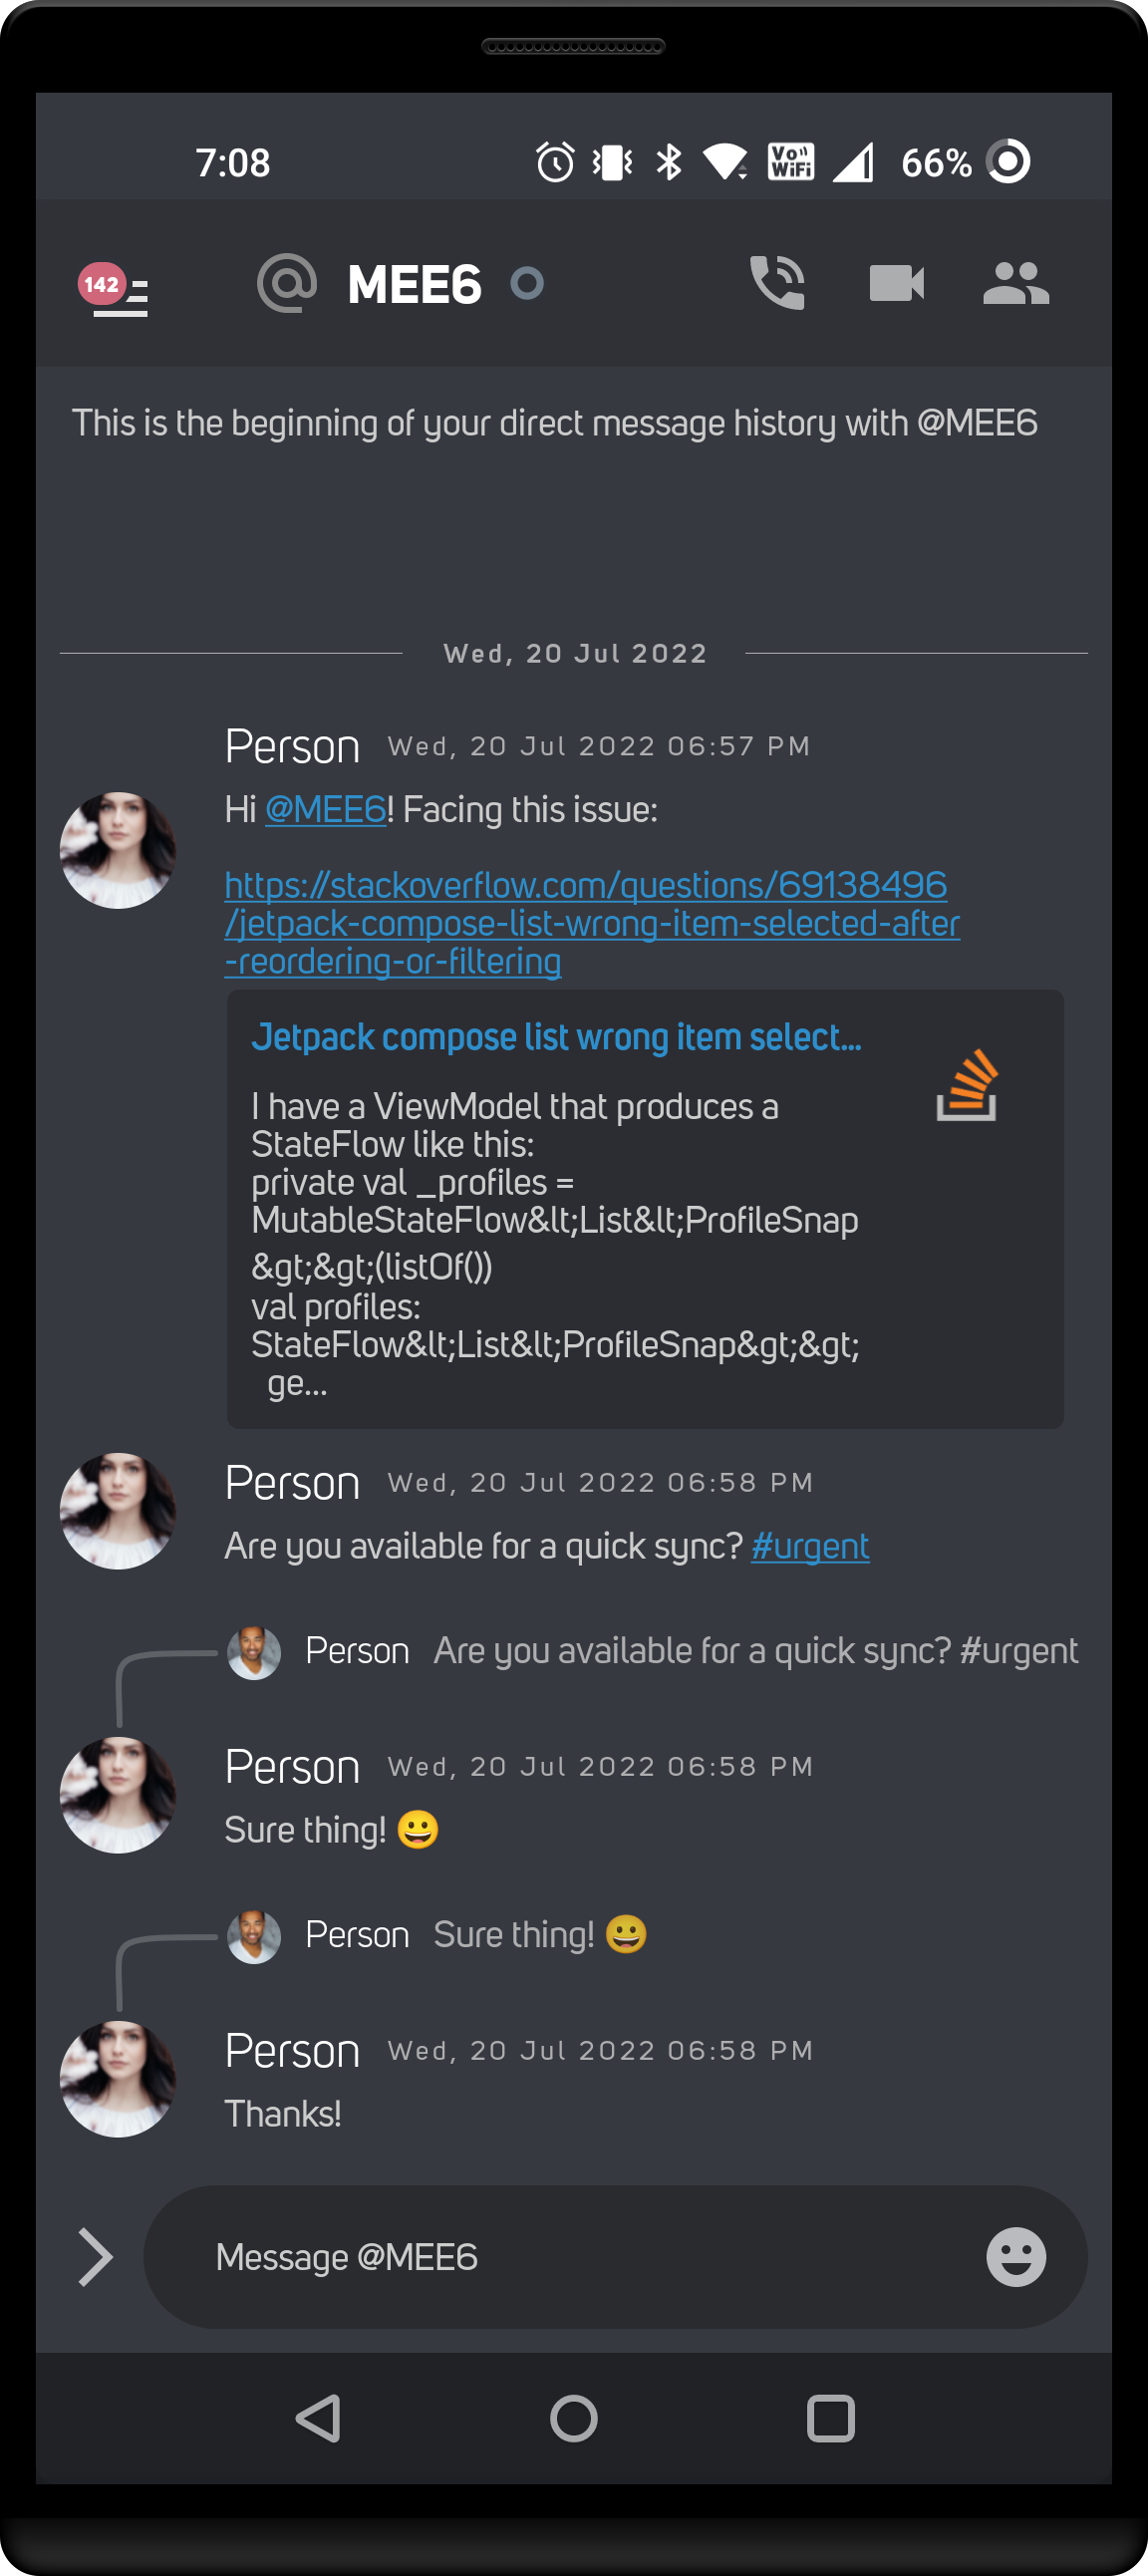 7:08
Vo WiFi
66%
142
MEE6
This is the beginning of your direct message history with @MEE6
Wed, 20 Jul 2022
Person Wed, 20 Jul 2022 06:57 PM
Hi @MEE6! Facing this issue:
https://stackoverflow.com/questions/69138496
/jetpack-compose-list-wrong-item-selected-after
-reordering-or-filtering
Jetpack compose list wrong item select...
I have a ViewModel that produces a
StateFlow like this:
private val _profiles =
MutableStateFlow&lt;List&lt;ProfileSnap
&gt;&gt;(listOf())
val profiles:
StateFlow&lt;List&lt;ProfileSnap&gt;&gt;
ge...
Person Wed, 20 Jul 2022 06:58 PM
Are you available for a quick sync? #urgent
Person Are you available for a quick sync? #urgent
Person Wed, 20 Jul 2022 06:58 PM
Sure thing! 😀
Person Sure thing! 😀
Person Wed, 20 Jul 2022 06:58 PM
Thanks!
Message @MEE6